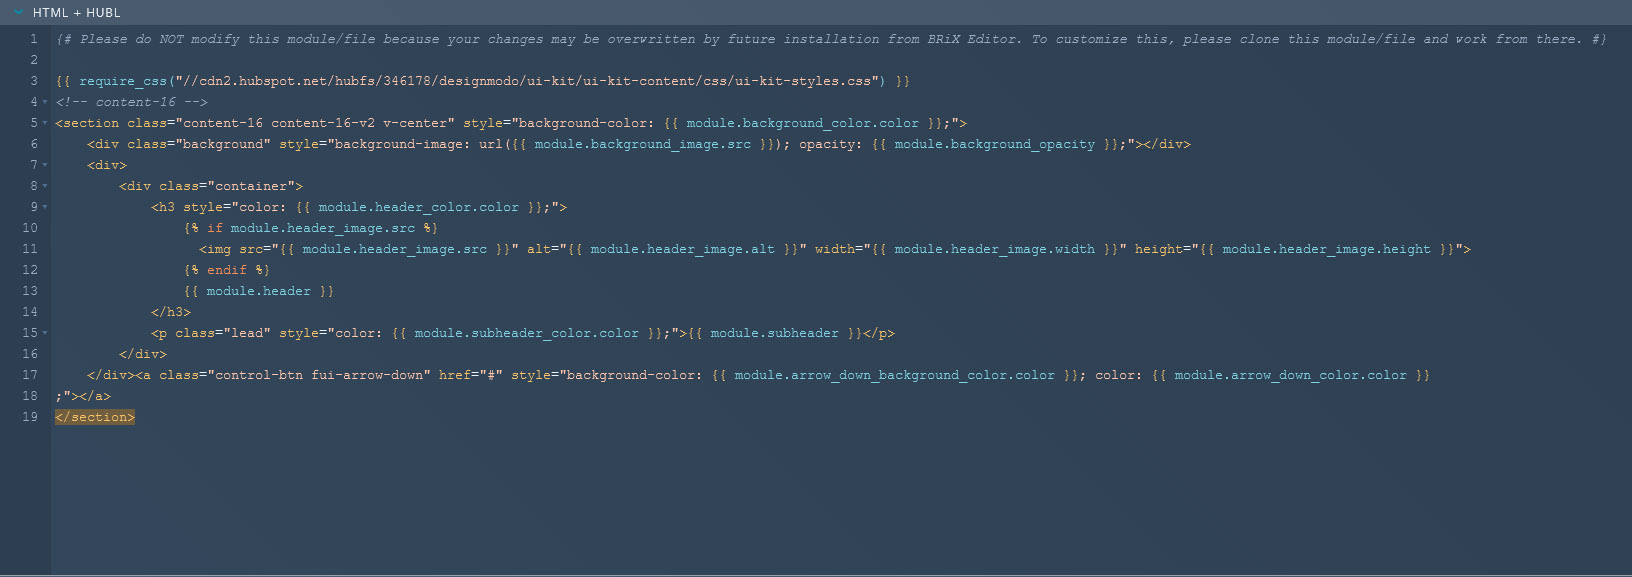 HTML + HUBL
1 {# Please do NOT modify this module/file because your changes may be overwritten by future installation from BRiX Editor. To customize this, please clone this module/file and work from there. #}
2
3 {{ require_css("//cdn2.hubspot.net/hubfs/346178/designmodo/ui-kit/ui-kit-content/css/ui-kit-styles.css") }}
4 <!-- content-16 -->
5 <section class="content-16 content-16-v2 v-center" style="background-color: {{ module.background_color.color }};">
6     <div class="background" style="background-image: url({{ module.background_image.src }}); opacity: {{ module.background_opacity }};"></div>
7     <div>
8         <div class="container">
9             <h3 style="color: {{ module.header_color.color }};">
10                 {% if module.header_image.src %}
11                   <img src="{{ module.header_image.src }}" alt="{{ module.header_image.alt }}" width="{{ module.header_image.width }}" height="{{ module.header_image.height }}">
12                 {% endif %}
13                 {{ module.header }}
14             </h3>
15             <p class="lead" style="color: {{ module.subheader_color.color }};">{{ module.subheader }}</p>
16         </div>
17     </div><a class="control-btn fui-arrow-down" href="#" style="background-color: {{ module.arrow_down_background_color.color }}; color: {{ module.arrow_down_color.color }}
18 ;"></a>
19 </section>